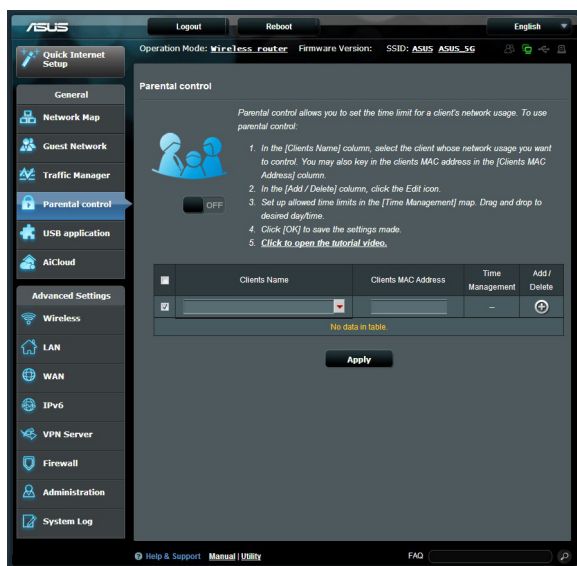 ASUS
Logout Reboot English
Quick Internet Setup
Operation Mode: Wireless router Firmware Version: SSID: ASUS ASUS_5G
General
Network Map
Guest Network
Traffic Manager
Parental control
USB application
AiCloud
Advanced Settings
Wireless
LAN
WAN
IPv6
VPN Server
Firewall
Administration
System Log
Parental control
Parental control allows you to set the time limit for a client's network usage. To use
parental control:
1. In the [Clients Name] column, select the client whose network usage you want
to control. You may also key in the clients MAC address in the [Clients MAC
Address] column.
2. In the [Add / Delete] column, click the Edit icon.
3. Set up allowed time limits in the [Time Management] map. Drag and drop to
desired day/time.
4. Click [OK] to save the settings made.
5. Click to open the tutorial video.
OFF
Clients Name Clients MAC Address Time Management Add / Delete
–
No data in table.
Apply
Help & Support Manual | Utility FAQ